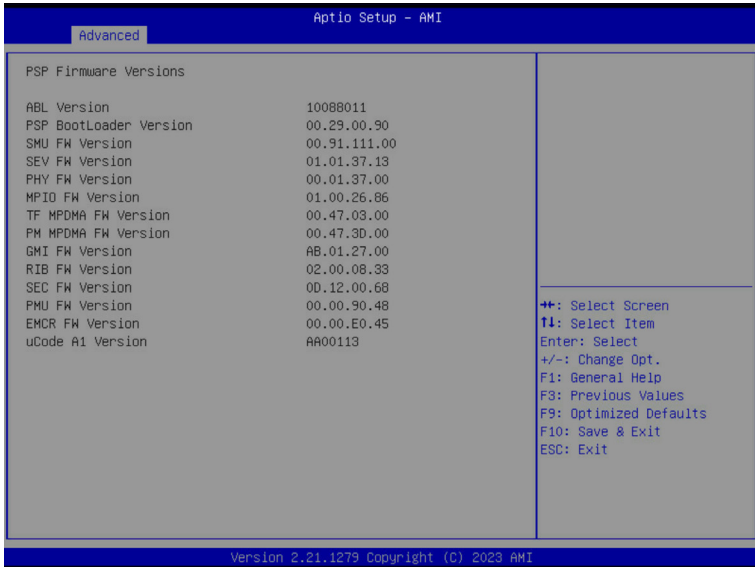 Aptio Setup – AMI
Advanced
PSP Firmware Versions
ABL Version 10088011
PSP BootLoader Version 00.29.00.90
SMU FW Version 00.91.111.00
SEV FW Version 01.01.37.13
PHY FW Version 00.01.37.00
MPIO FW Version 01.00.26.86
TF MPDMA FW Version 00.47.03.00
PM MPDMA FW Version 00.47.3D.00
GMI FW Version AB.01.27.00
RIB FW Version 02.00.08.33
SEC FW Version 0D.12.00.68
PMU FW Version 00.00.90.48
EMCR FW Version 00.00.E0.45
uCode A1 Version AA00113
→←: Select Screen
↑↓: Select Item
Enter: Select
+/-: Change Opt.
F1: General Help
F3: Previous Values
F9: Optimized Defaults
F10: Save & Exit
ESC: Exit
Version 2.21.1279 Copyright (C) 2023 AMI